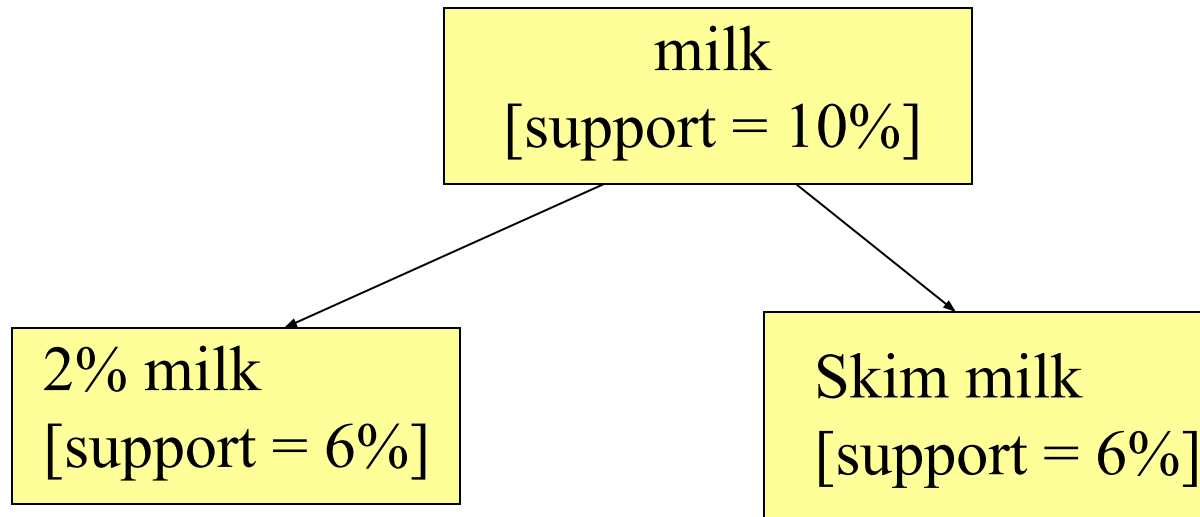 milk
[support = 10%]
2% milk
[support = 6%]
Skim milk
[support = 6%]